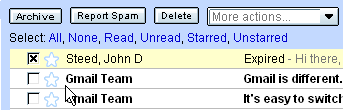 Archive Report Spam Delete More actions...
Select: All, None, Read, Unread, Starred, Unstarred
Steed, John D Expired - Hi there,
Gmail Team Gmail is different.
Gmail Team It's easy to switch